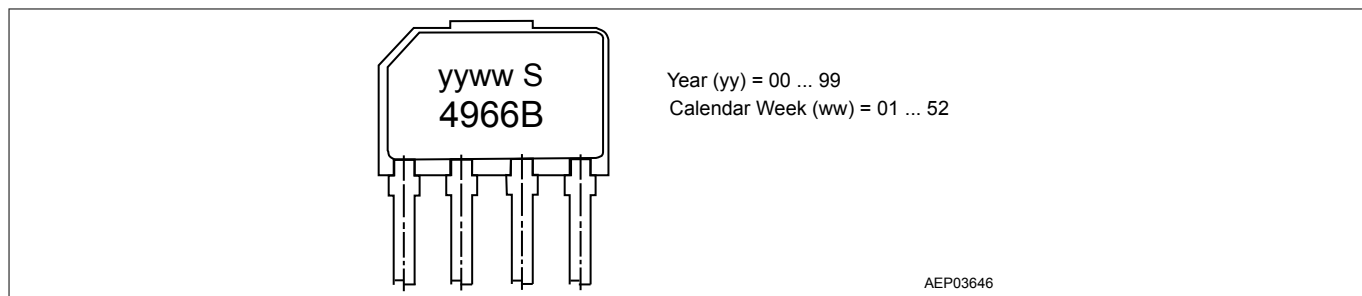 yyww S
4966B
Year (yy) = 00 ... 99
Calendar Week (ww) = 01 ... 52
AEP03646